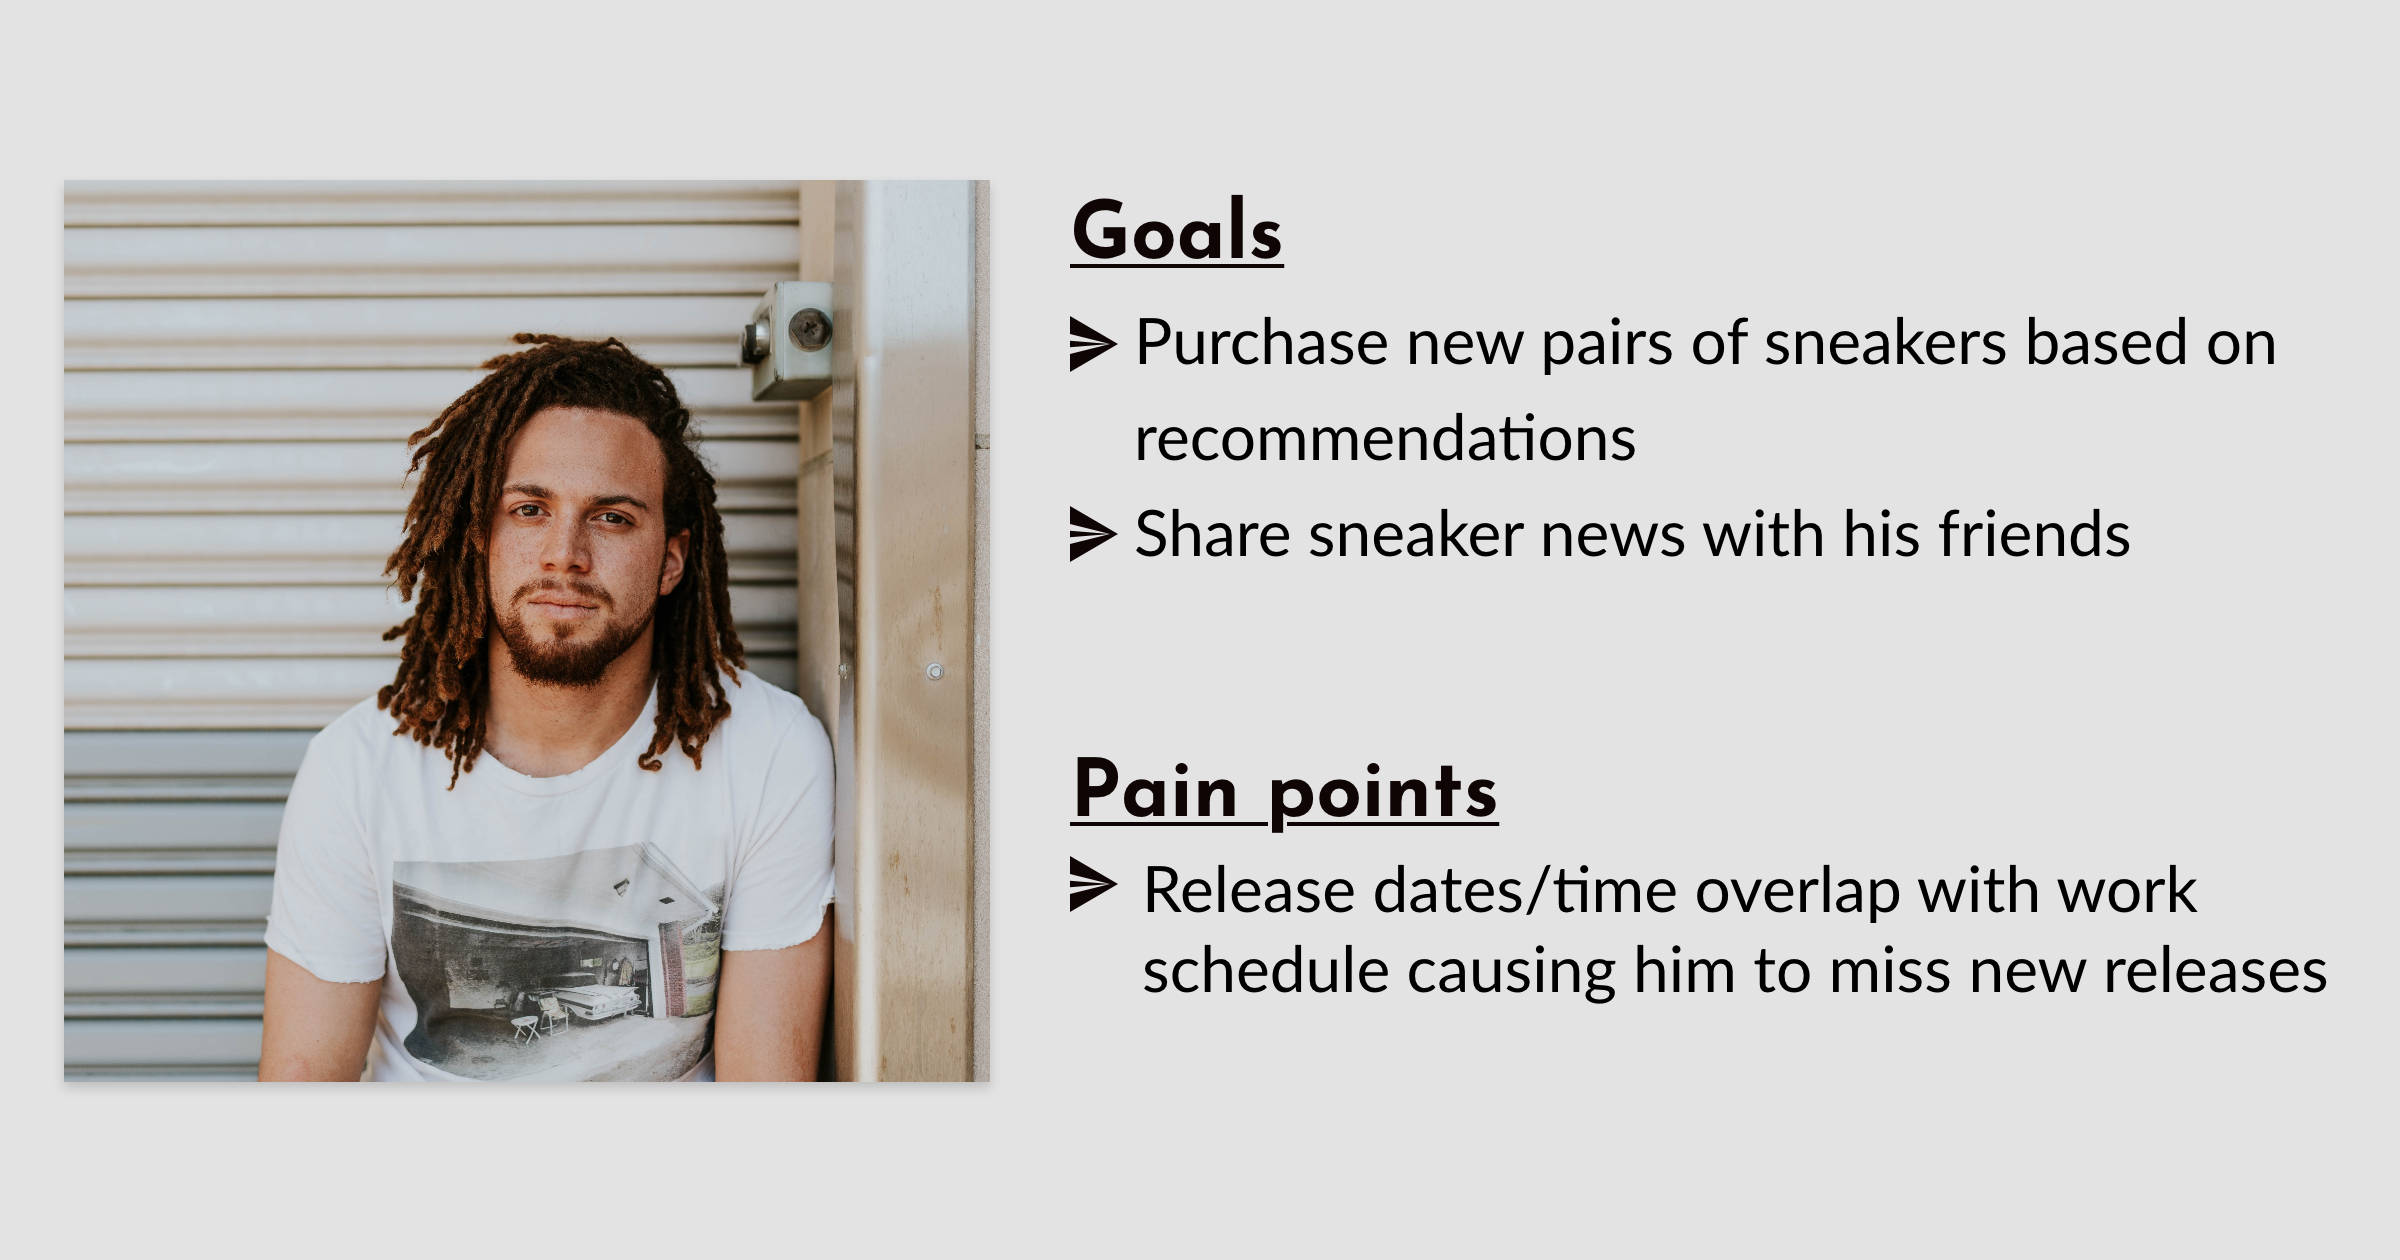 Goals
Purchase new pairs of sneakers based on
recommendations
Share sneaker news with his friends
Pain points
Release dates/time overlap with work
schedule causing him to miss new releases